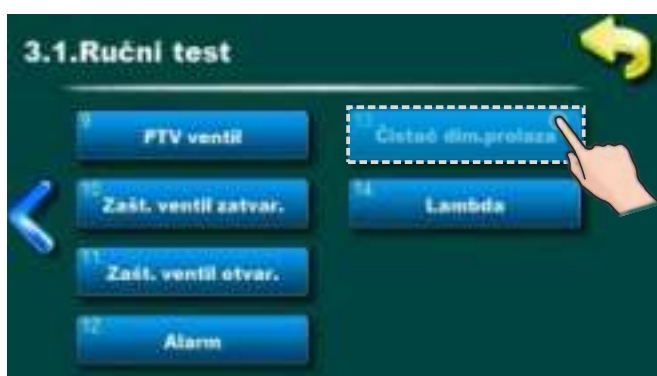 3.1.Ručni test
9
PTV ventil
10
Zašt. ventil zatvar.
11
Zašt. ventil otvar.
12
Alarm
13
Čistač dim.prolaza
14
Lambda